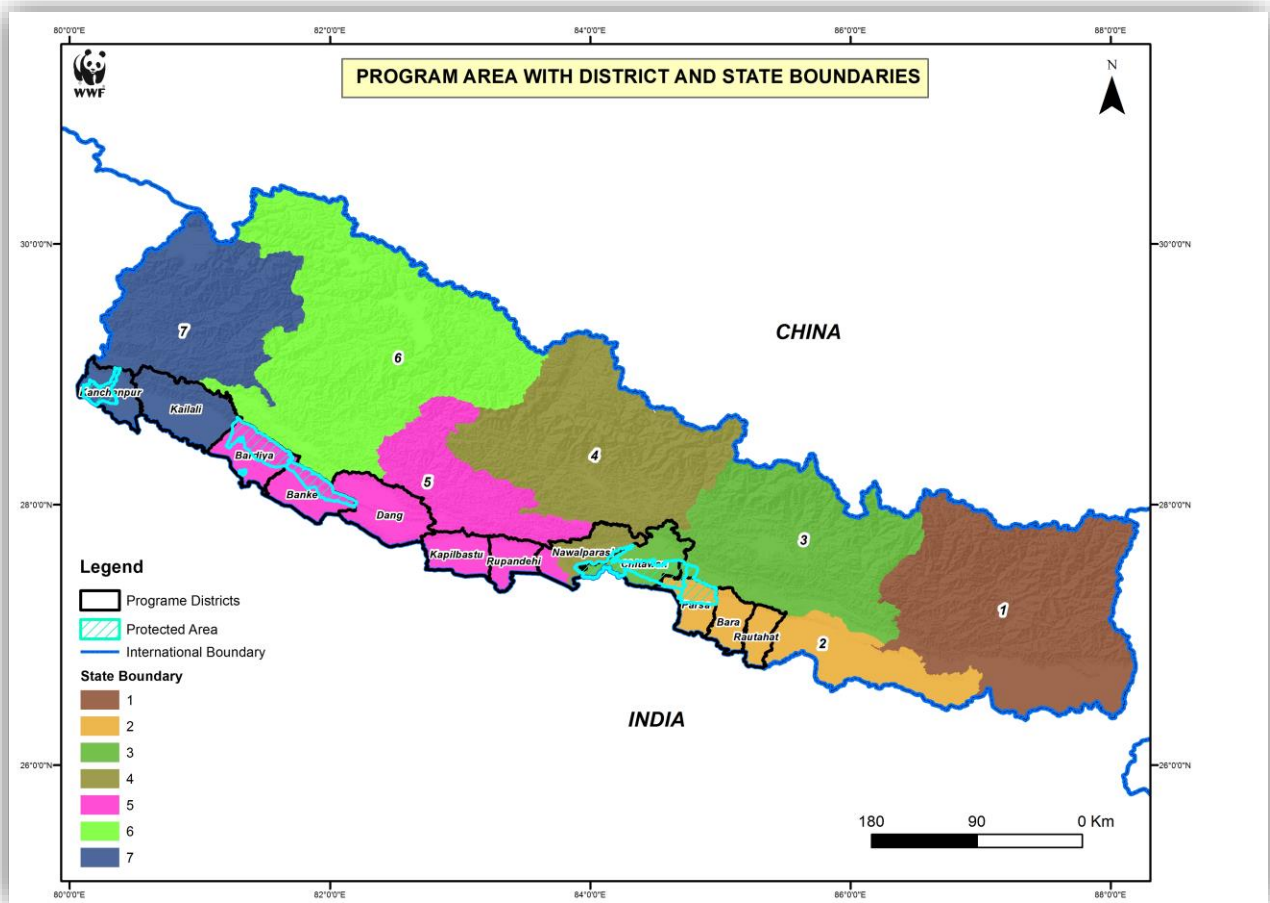 80°0'0"E 82°0'0"E 84°0'0"E 86°0'0"E 88°0'0"E
WWF
PROGRAM AREA WITH DISTRICT AND STATE BOUNDARIES
N
30°0'0"N 30°0'0"N
CHINA
7
6
Kanchanpur
Kailali
4
Bardiya
5
Banke
28°0'0"N 28°0'0"N
Dang
3
Kapilbastu
Rupandehi
Nawalparasi
Chitawan
Parsa
Bara
Rautahat
1
2
INDIA
Legend
Programe Districts
Protected Area
International Boundary
State Boundary
1
2
3
4
5
6
7
26°0'0"N 26°0'0"N
180 90 0 Km
80°0'0"E 82°0'0"E 84°0'0"E 86°0'0"E 88°0'0"E